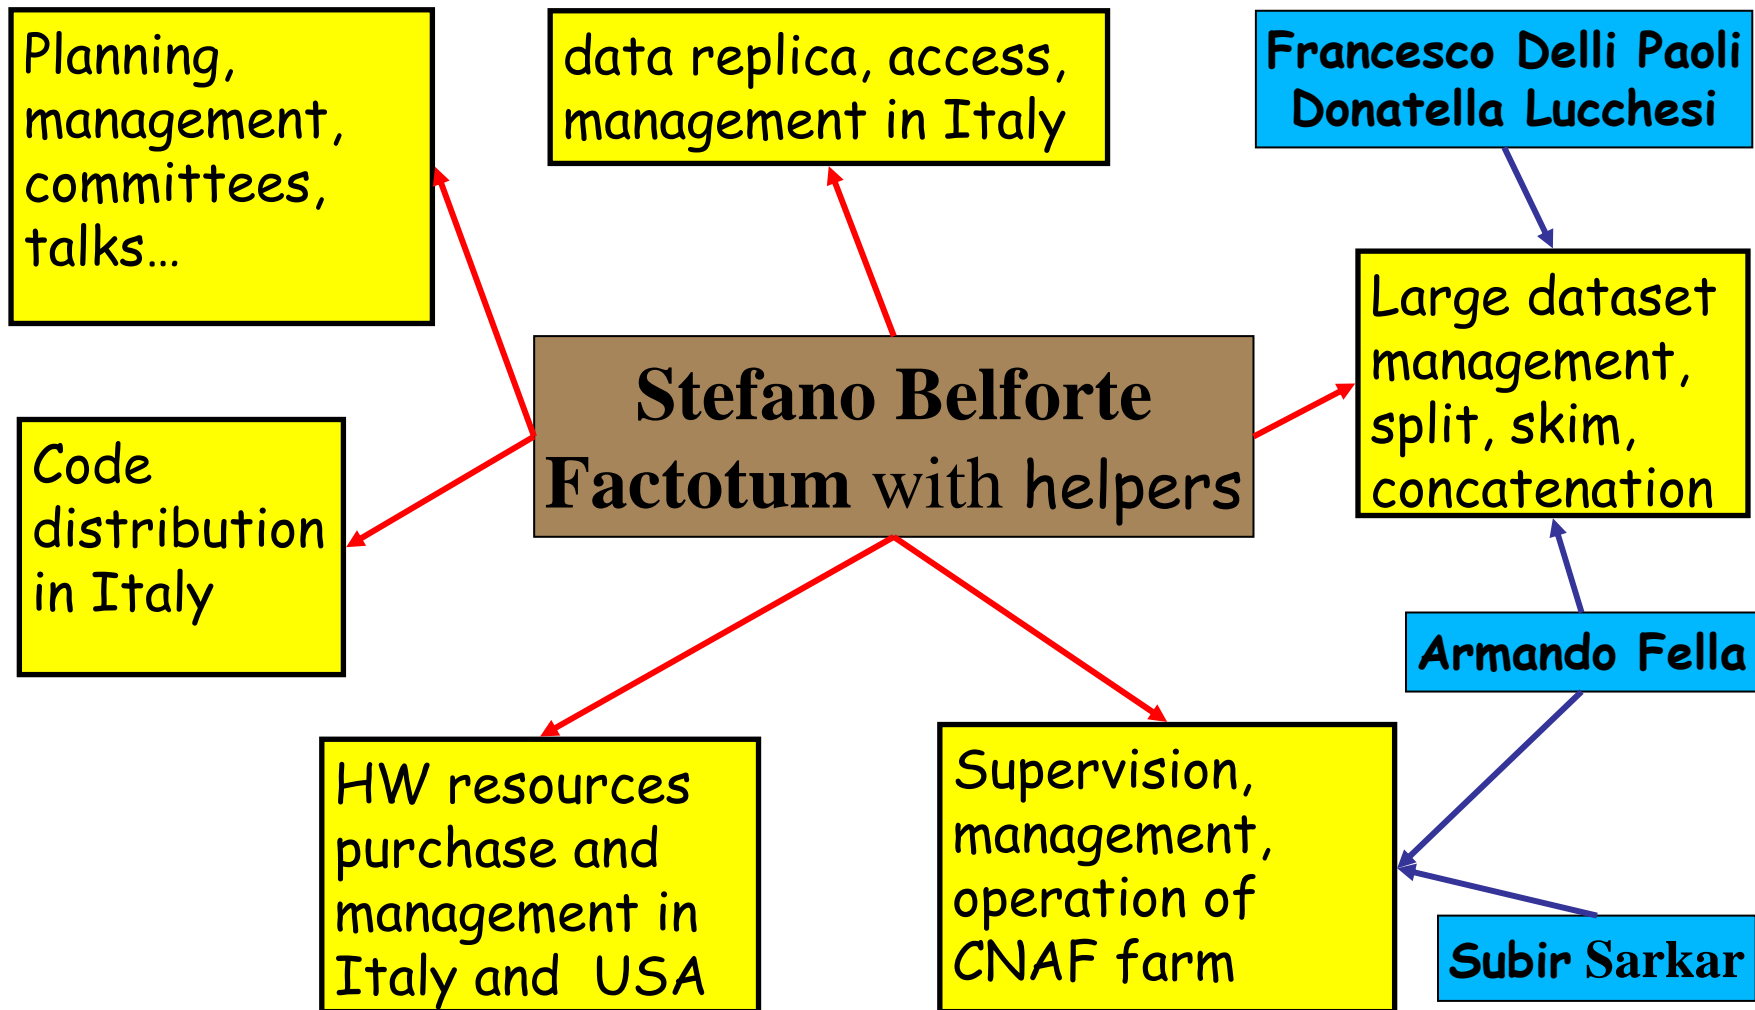 Planning,
management,
committees,
talks…
data replica, access,
management in Italy
Francesco Delli Paoli
Donatella Lucchesi
Large dataset
management,
split, skim,
concatenation
Stefano Belforte
Factotum with helpers
Code
distribution
in Italy
Armando Fella
HW resources
purchase and
management in
Italy and USA
Supervision,
management,
operation of
CNAF farm
Subir Sarkar